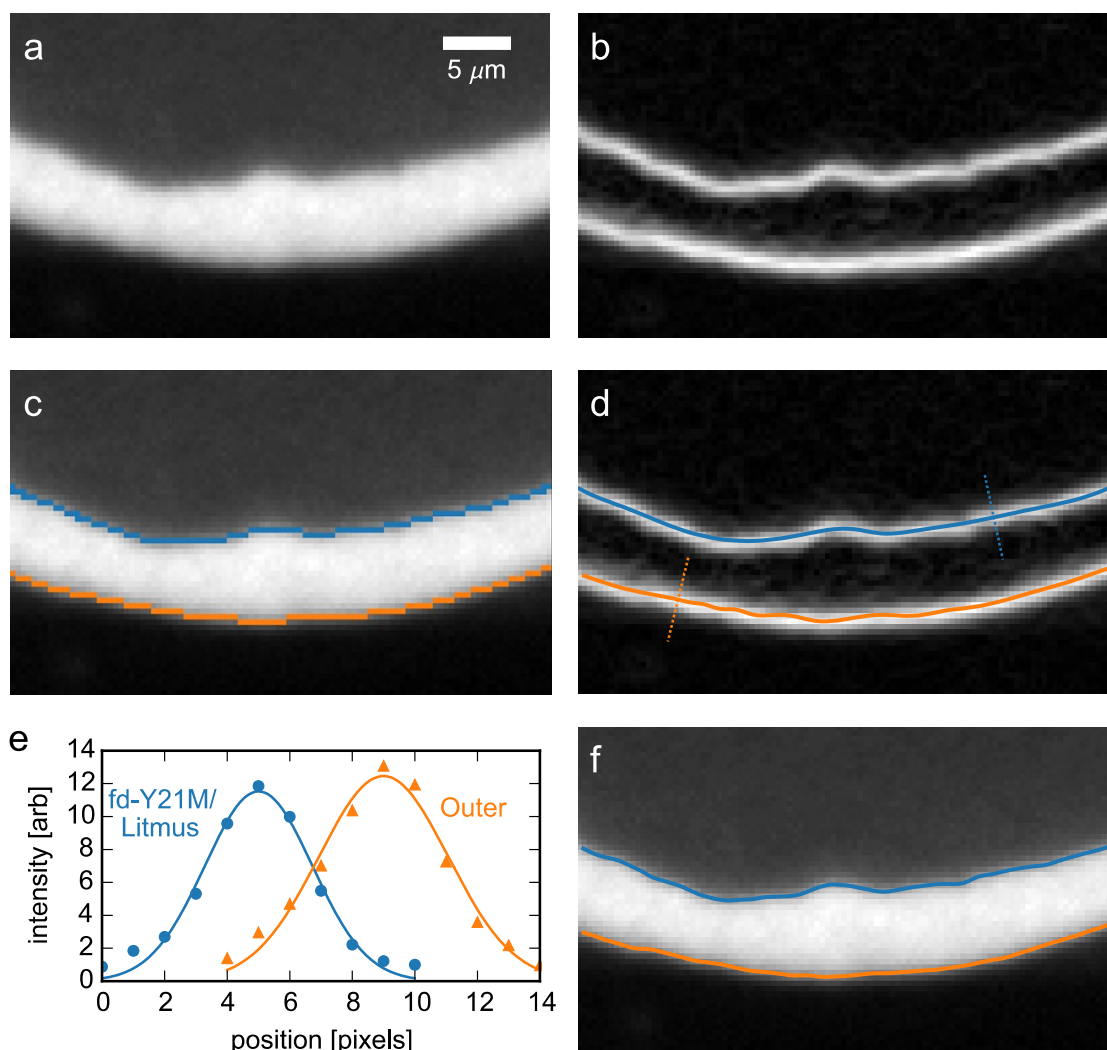 a
5 μm
b
c
d
e
14
12
10
8
6
4
2
0
intensity [arb]
fd-Y21M/
Litmus
Outer
0 2 4 6 8 10 12 14
position [pixels]
f